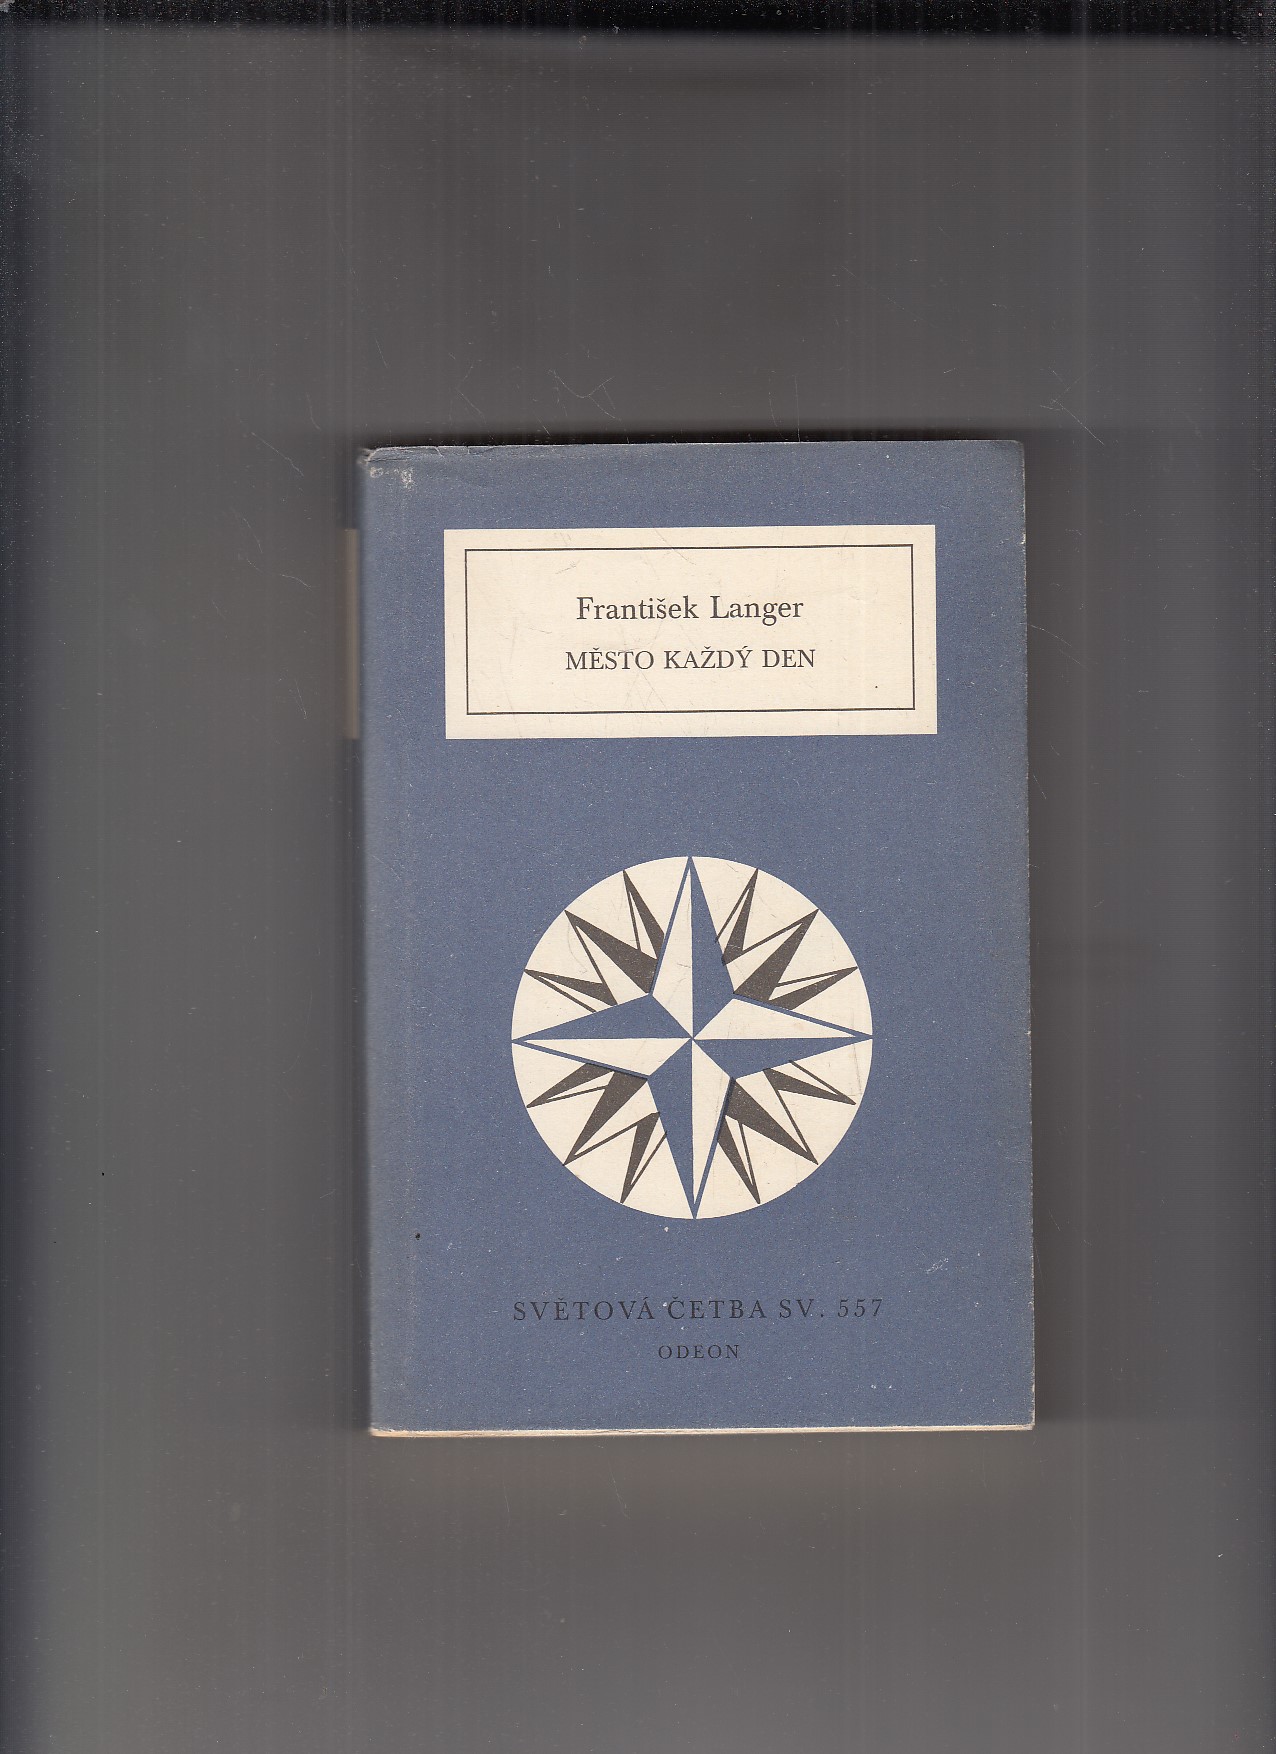 František Langer
MĚSTO KAŽDÝ DEN
SVĚTOVÁ ČETBA SV. 557
ODEON